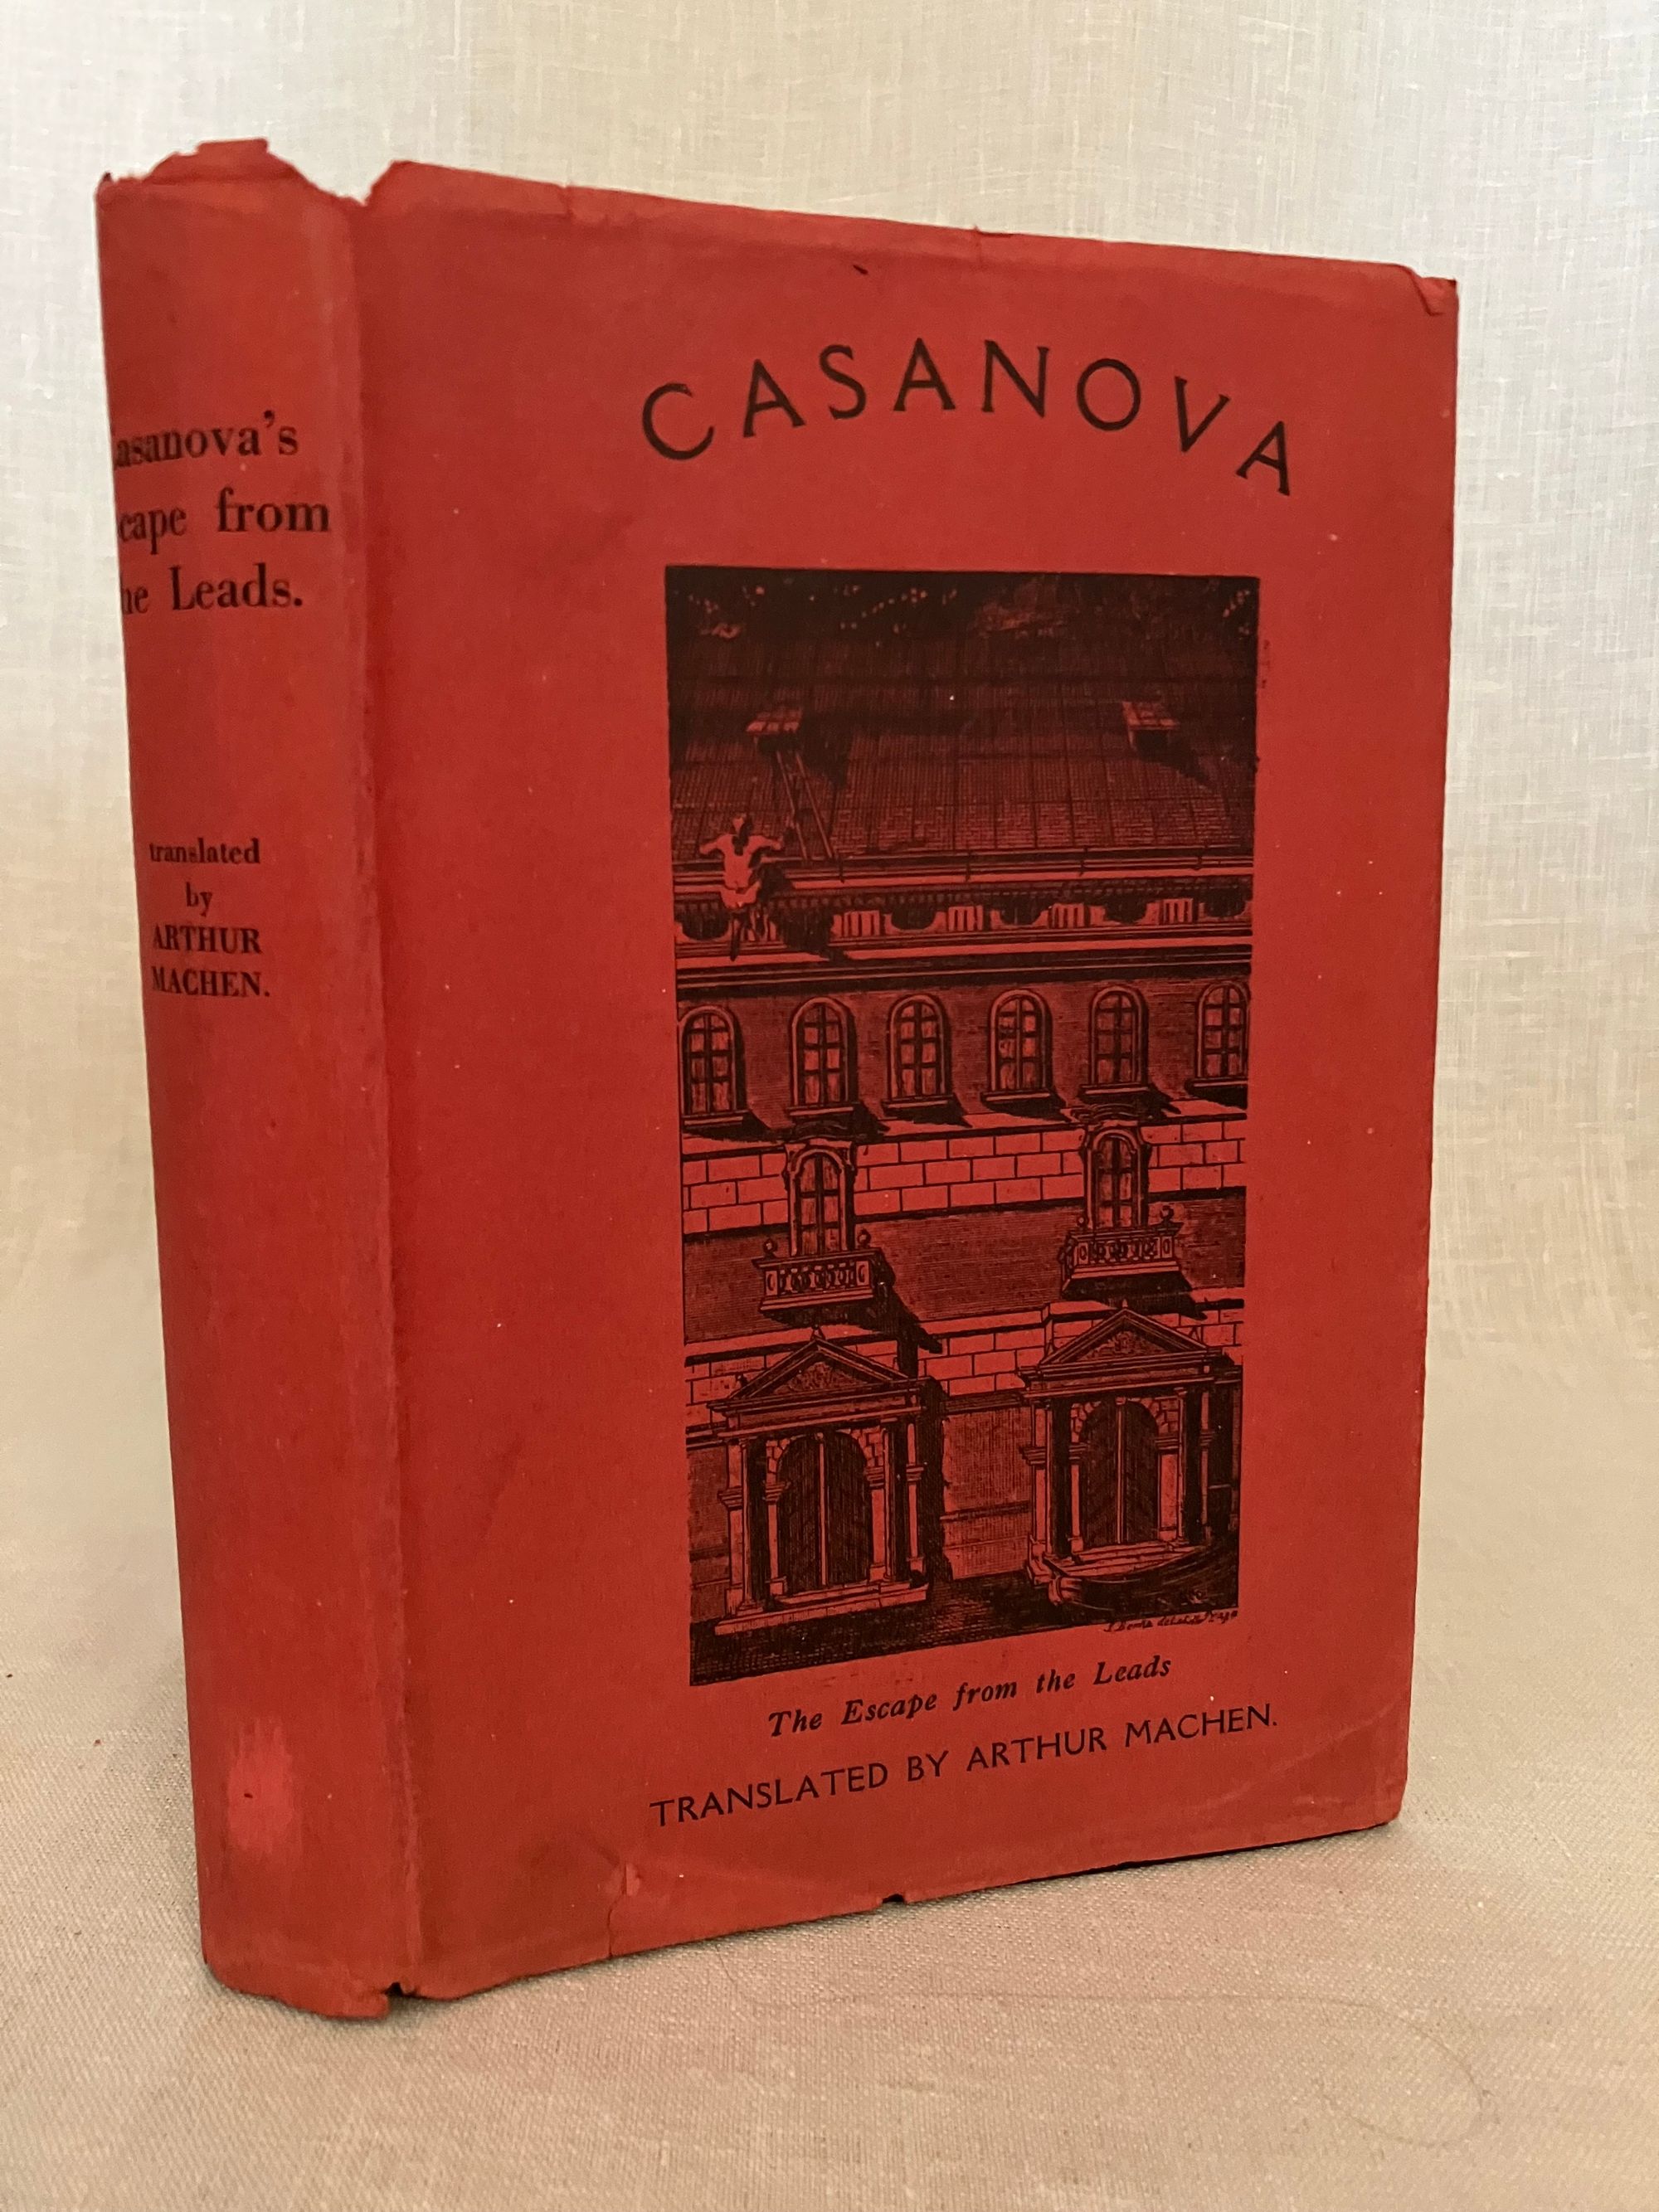 asanova's
cape from
he Leads.
translated
by
ARTHUR
MACHEN.
CASANOVA
The Escape from the Leads
TRANSLATED BY ARTHUR MACHEN.